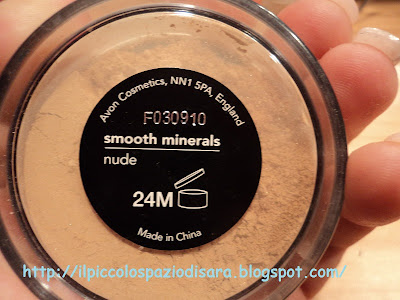 Avon Cosmetics, NN1 5PA, England
F030910
smooth minerals
nude
24M
Made in China
http://ilpiccolospaziodisara.blogspot.com/